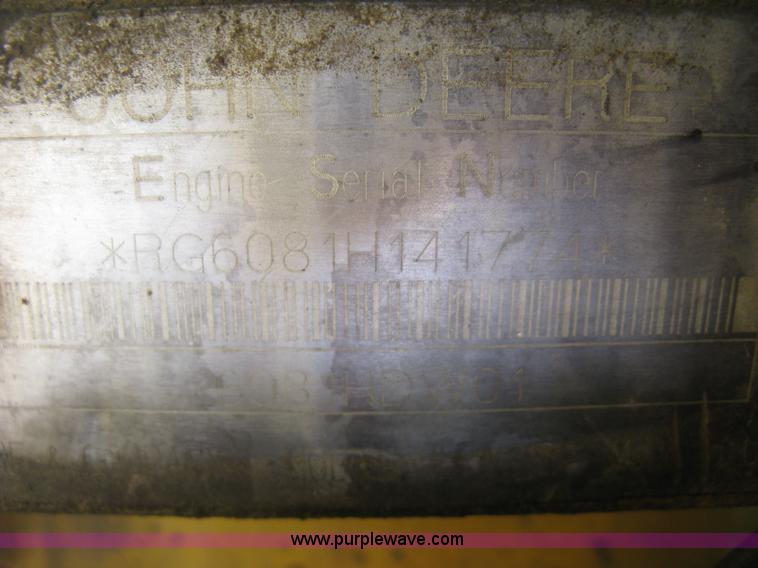 JOHN DEERE
Engine Serial Number
*RG6081H141774*
www.purplewave.com